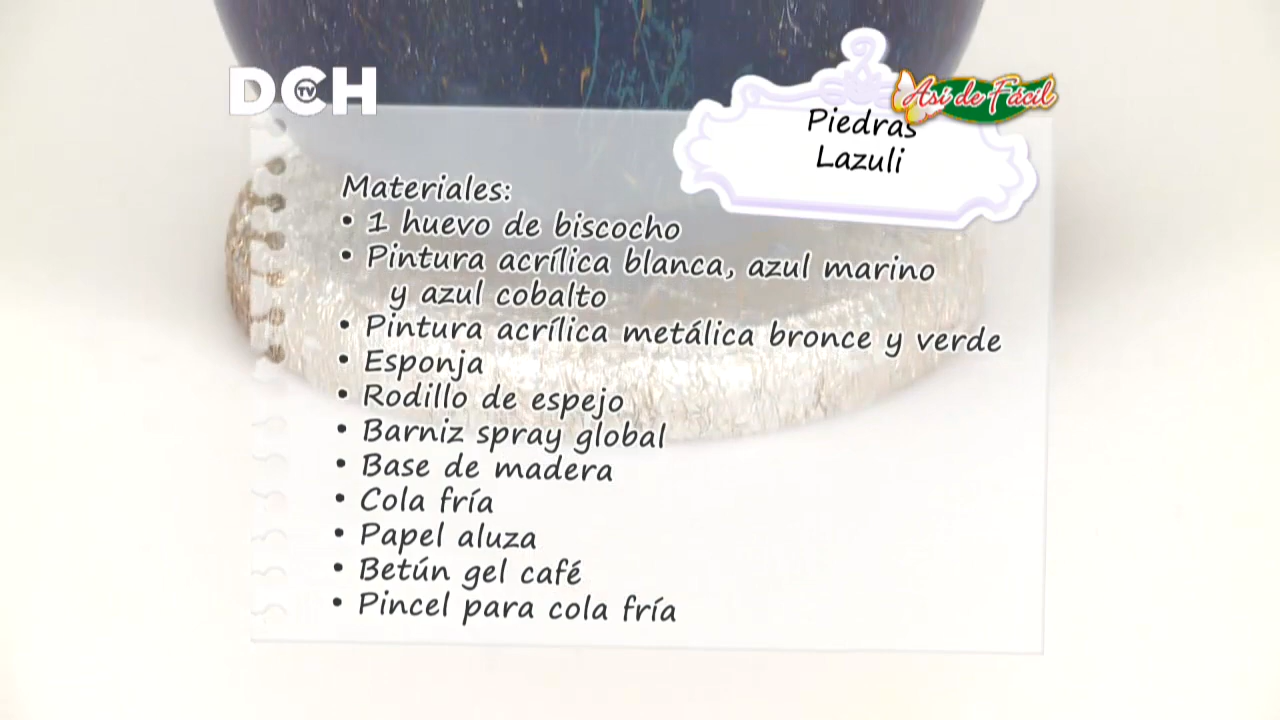 DCH
TV
Así de Fácil
Piedras
Lazuli
Materiales:
• 1 huevo de biscocho
• Pintura acrílica blanca, azul marino
y azul cobalto
• Pintura acrílica metálica bronce y verde
• Esponja
• Rodillo de espejo
• Barniz spray global
• Base de madera
• Cola fría
• Papel aluza
• Betún gel café
• Pincel para cola fría